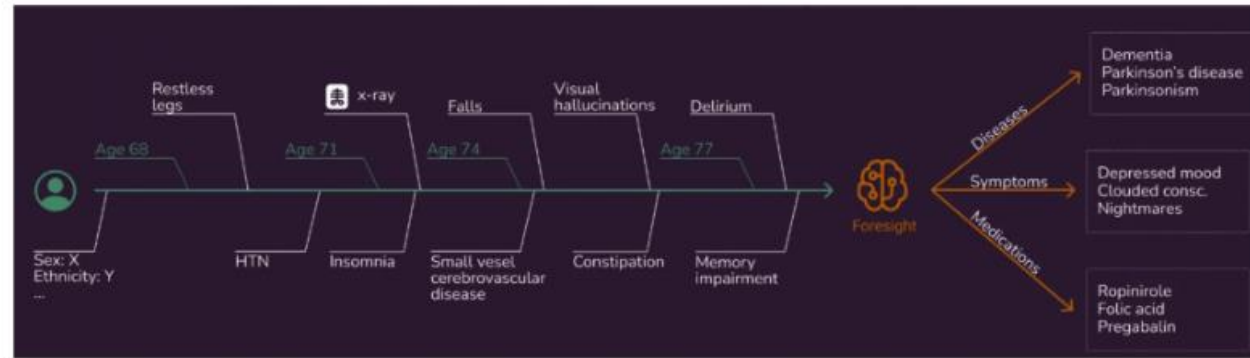 Restless
legs
x-ray
Falls
Visual
hallucinations
Delirium
Age 68
Age 71
Age 74
Age 77
Sex: X
Ethnicity: Y
...
HTN
Insomnia
Small vesel
cerebrovascular
disease
Constipation
Memory
impairment
Foresight
Diseases
Symptoms
Medications
Dementia
Parkinson's disease
Parkinsonism
Depressed mood
Clouded consc.
Nightmares
Ropinirole
Folic acid
Pregabalin